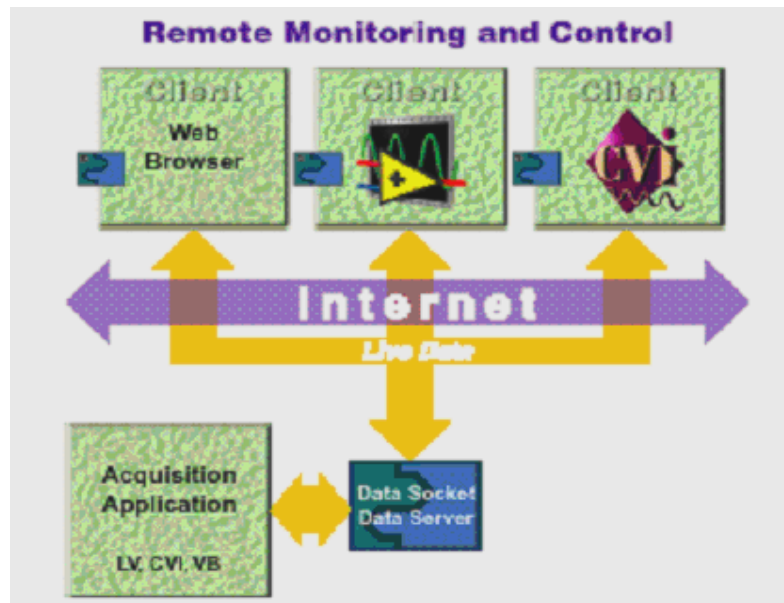 Remote Monitoring and Control
Client
Web
Browser
Client
Client
CVI
Internet
Live Data
Acquisition
Application
LV, CVI, VB
Data Socket
Data Server